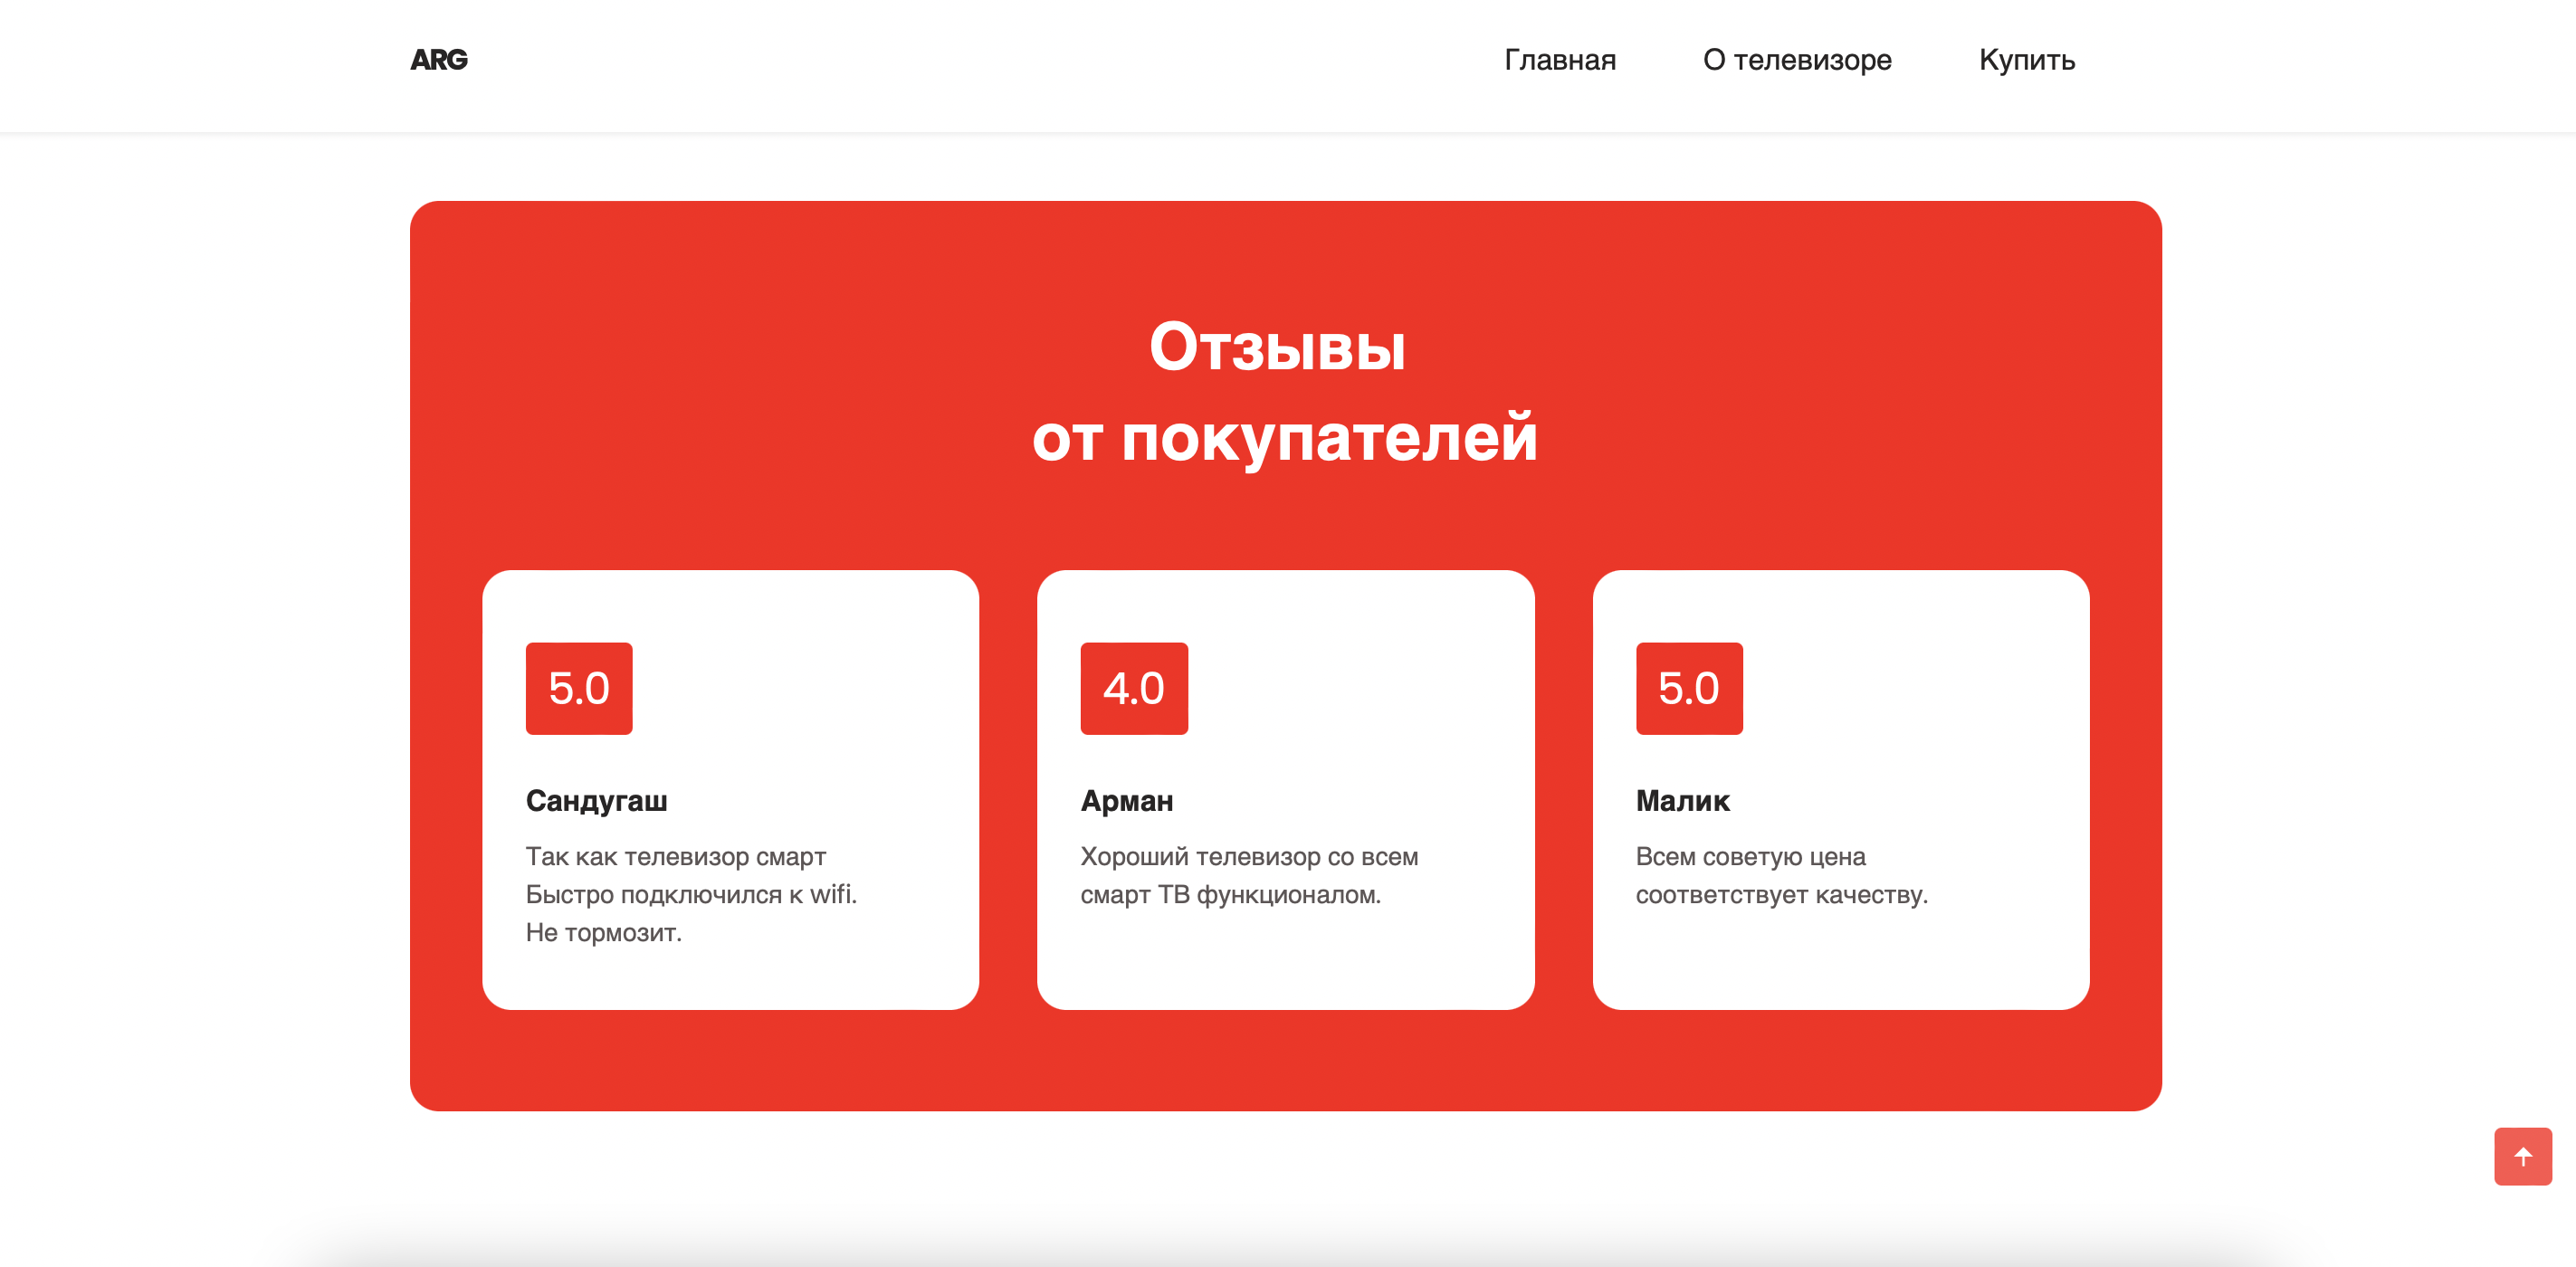 ARG
Главная
О телевизоре
Купить
Отзывы
от покупателей
5.0
Сандугаш
Так как телевизор смарт
Быстро подключился к wifi.
Не тормозит.
4.0
Арман
Хороший телевизор со всем
смарт ТВ функционалом.
5.0
Малик
Всем советую цена
соответствует качеству.